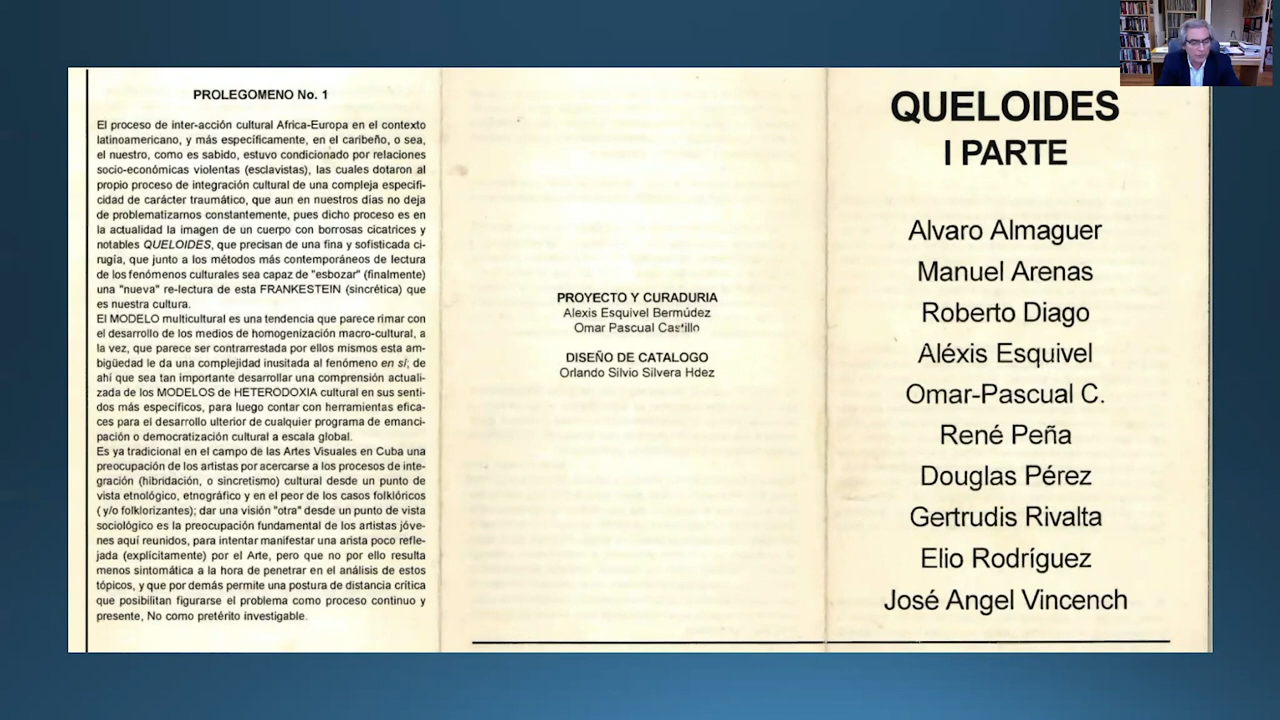 PROLEGOMENO No. 1
El proceso de inter-acción cultural Africa-Europa en el contexto
latinoamericano, y más específicamente, en el caribeño, o sea,
el nuestro, como es sabido, estuvo condicionado por relaciones
socio-económicas violentas (esclavistas), las cuales dotaron al
propio proceso de integración cultural de una compleja especifi-
cidad de carácter traumático, que aun en nuestros días no deja
de problematizarnos constantemente, pues dicho proceso es en
la actualidad la imagen de un cuerpo con borrosas cicatrices y
notables QUELOIDES, que precisan de una fina y sofisticada ci-
rugía, que junto a los métodos más contemporáneos de lectura
de los fenómenos culturales sea capaz de "esbozar" (finalmente)
una "nueva" re-lectura de esta FRANKESTEIN (sincrética) que
es nuestra cultura.
El MODELO multicultural es una tendencia que parece rimar con
el desarrollo de los medios de homogenización macro-cultural, a
la vez, que parece ser contrarrestada por ellos mismos esta am-
bigüedad le da una complejidad inusitada al fenómeno en sí; de
ahí que sea tan importante desarrollar una comprensión actuali-
zada de los MODELOS de HETERODOXIA cultural en sus senti-
dos más específicos, para luego contar con herramientas efica-
ces para el desarrollo ulterior de cualquier programa de emanci-
pación o democratización cultural a escala global.
Es ya tradicional en el campo de las Artes Visuales en Cuba una
preocupación de los artistas por acercarse a los procesos de inte-
gración (hibridación, o sincretismo) cultural desde un punto de
vista etnológico, etnográfico y en el peor de los casos folklóricos
( y/o folklorizantes); dar una visión "otra" desde un punto de vista
sociológico es la preocupación fundamental de los artistas jóve-
nes aquí reunidos, para intentar manifestar una arista poco refle-
jada (explícitamente) por el Arte, pero que no por ello resulta
menos sintomática a la hora de penetrar en el análisis de estos
tópicos, y que por demás permite una postura de distancia crítica
que posibilitan figurarse el problema como proceso continuo y
presente, No como pretérito investigable.
PROYECTO Y CURADURIA
Alexis Esquivel Bermúdez
Omar Pascual Castillo
DISEÑO DE CATALOGO
Orlando Silvio Silvera Hdez
QUELOIDES
I PARTE
Alvaro Almaguer
Manuel Arenas
Roberto Diago
Aléxis Esquivel
Omar-Pascual C.
René Peña
Douglas Pérez
Gertrudis Rivalta
Elio Rodríguez
José Angel Vincench